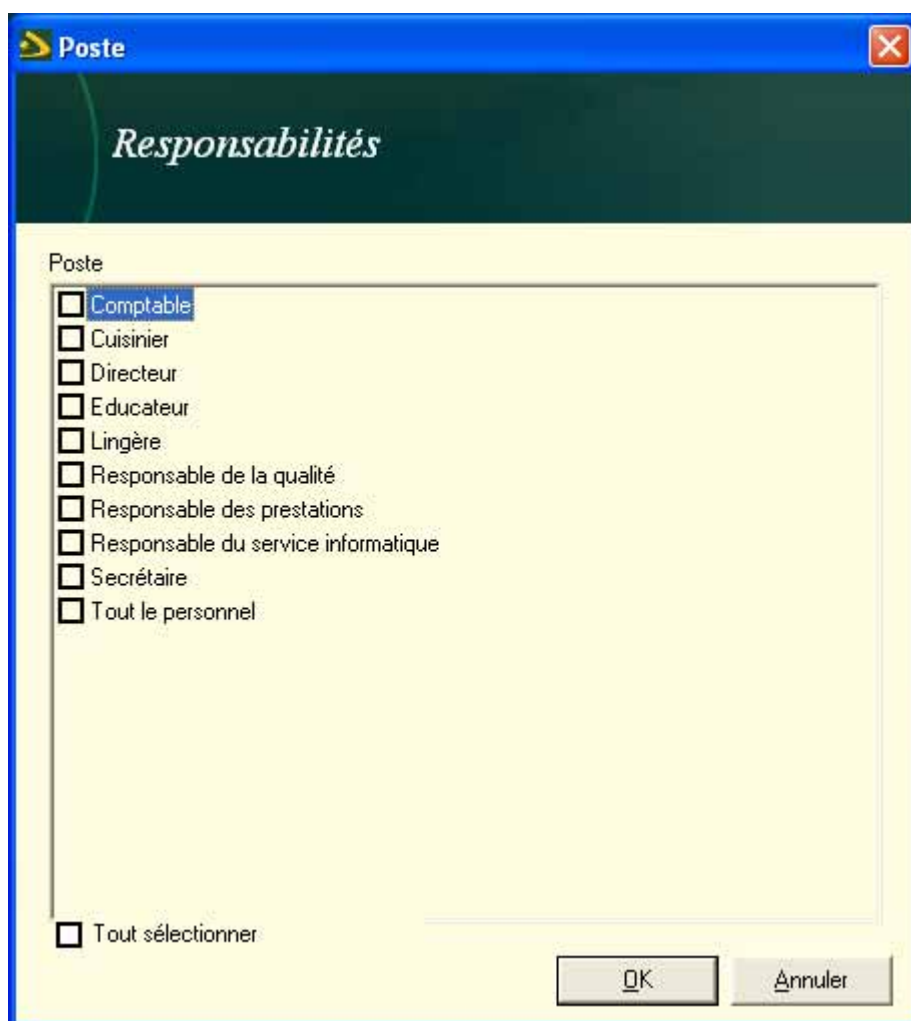 Poste
Responsabilités
Poste
Comptable
Cuisinier
Directeur
Educateur
Lingère
Responsable de la qualité
Responsable des prestations
Responsable du service informatique
Secrétaire
Tout le personnel
Tout sélectionner
OK
Annuler